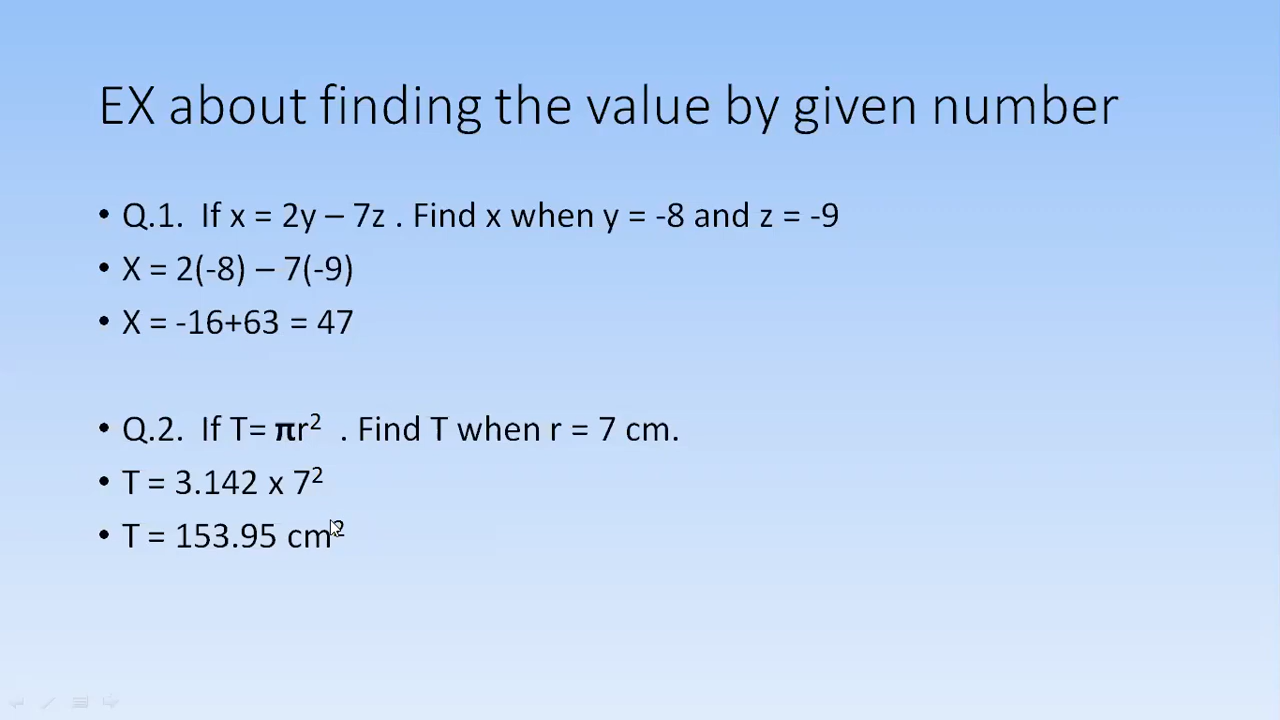 EX about finding the value by given number
• Q.1. If x = 2y – 7z . Find x when y = -8 and z = -9
• X = 2(-8) – 7(-9)
• X = -16+63 = 47
• Q.2. If T= πr² . Find T when r = 7 cm.
• T = 3.142 x 7²
• T = 153.95 cm²